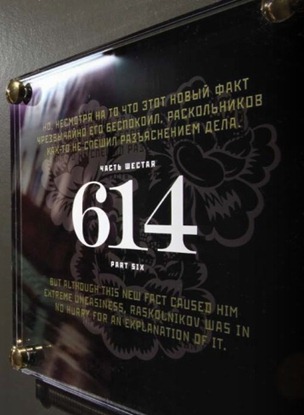 НО, НЕСМОТРЯ НА ТО ЧТО ЭТОТ НОВЫЙ ФАКТ
ЧРЕЗВЫЧАЙНО ЕГО БЕСПОКОИЛ, РАСКОЛЬНИКОВ
КАК-ТО НЕ СПЕШИЛ РАЗЪЯСНЕНИЕМ ДЕЛА.
ЧАСТЬ ШЕСТАЯ
614
PART SIX
BUT ALTHOUGH THIS NEW FACT CAUSED HIM
EXTREME UNEASINESS, RASKOLNIKOV WAS IN
NO HURRY FOR AN EXPLANATION OF IT.